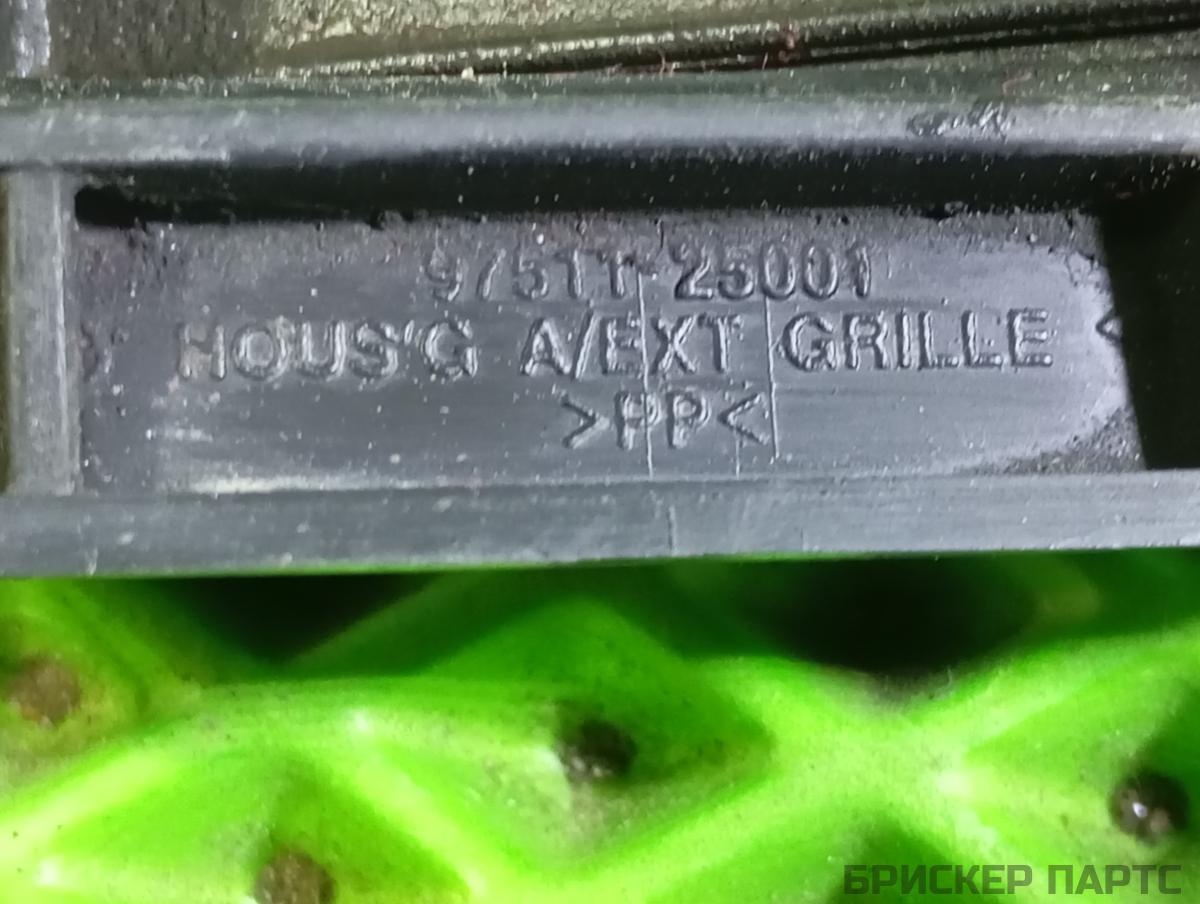 97511-25001
HOUS'G A/EXT GRILLE
>PP<
БРИСКЕР ПАРТС